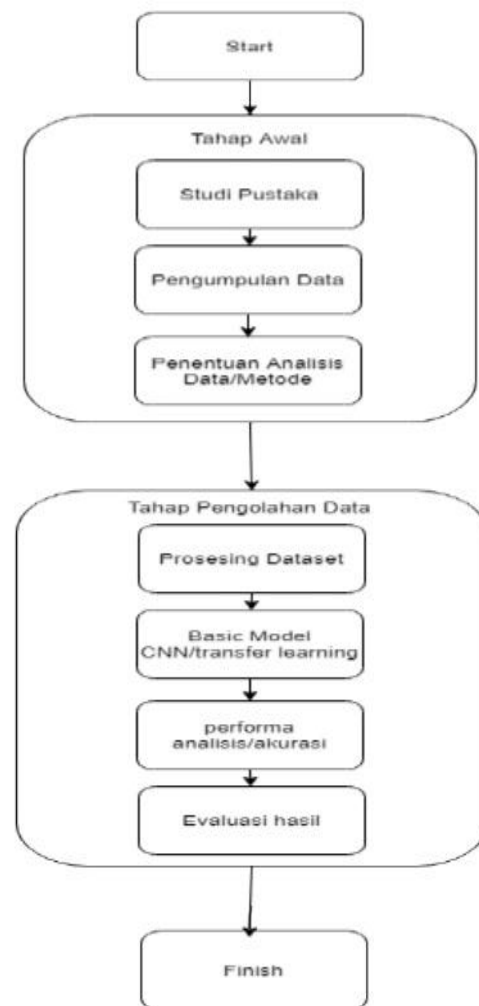 Start
Tahap Awal
Studi Pustaka
Pengumpulan Data
Penentuan Analisis
Data/Metode
Tahap Pengolahan Data
Prosesing Dataset
Basic Model
CNN/transfer learning
performa
analisis/akurasi
Evaluasi hasil
Finish